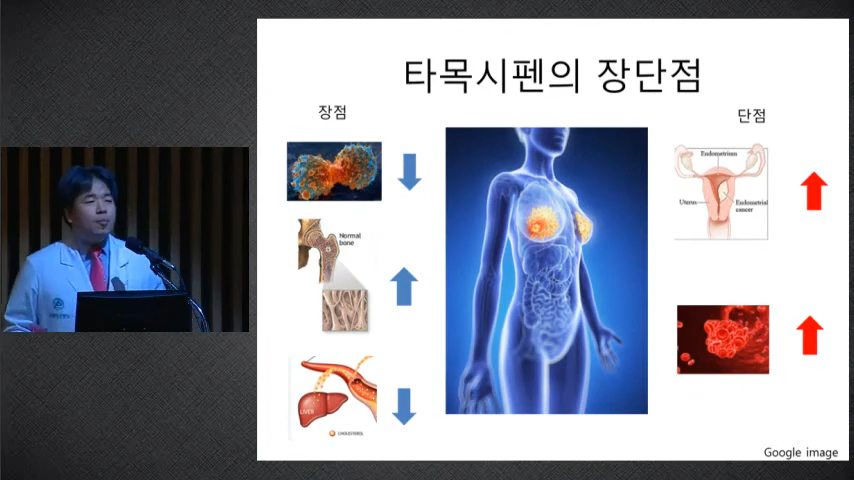 타목시펜의 장단점
장점
단점
Normal
bone
LIVER
CHOLESTEROL
Endometrium
Uterus
Endometrial
cancer
Google image